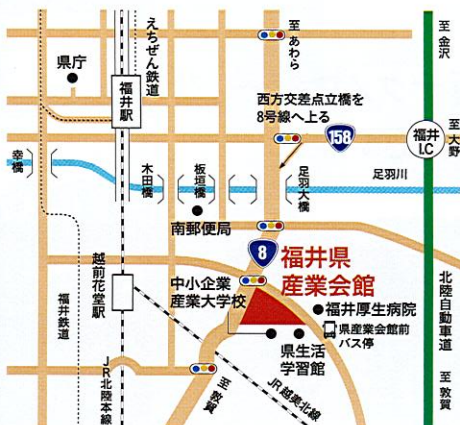 至あわら
至金沢
えちぜん鉄道
県庁
福井駅
西方交差点立橋を
8号線へ上る
158
福井
I.C
至大野
幸橋
木田橋
板垣橋
足羽大橋
足羽川
南郵便局
8
福井県
産業会館
越前花堂駅
中小企業
産業大学校
福井厚生病院
県産業会館前
バス停
福井鉄道
県生活
学習館
北陸自動車道
JR北陸本線
至敦賀
JR越美北線
至敦賀